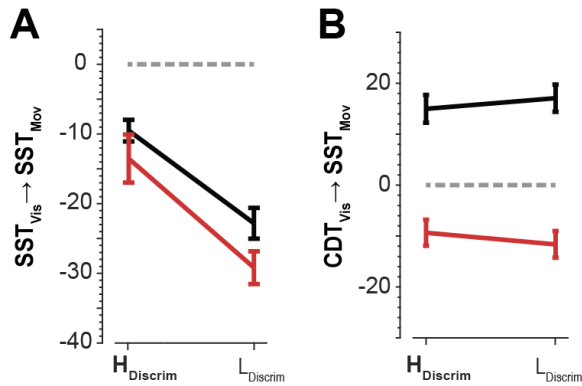 A
SST_Vis → SST_Mov
0
-10
-20
-30
-40
H_Discrim
L_Discrim
B
CDT_Vis → SST_Mov
20
0
-20
H_Discrim
L_Discrim